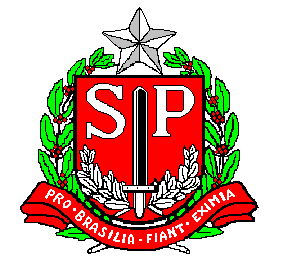 SP
PRO · BRASILIA - FIANT · EXIMIA